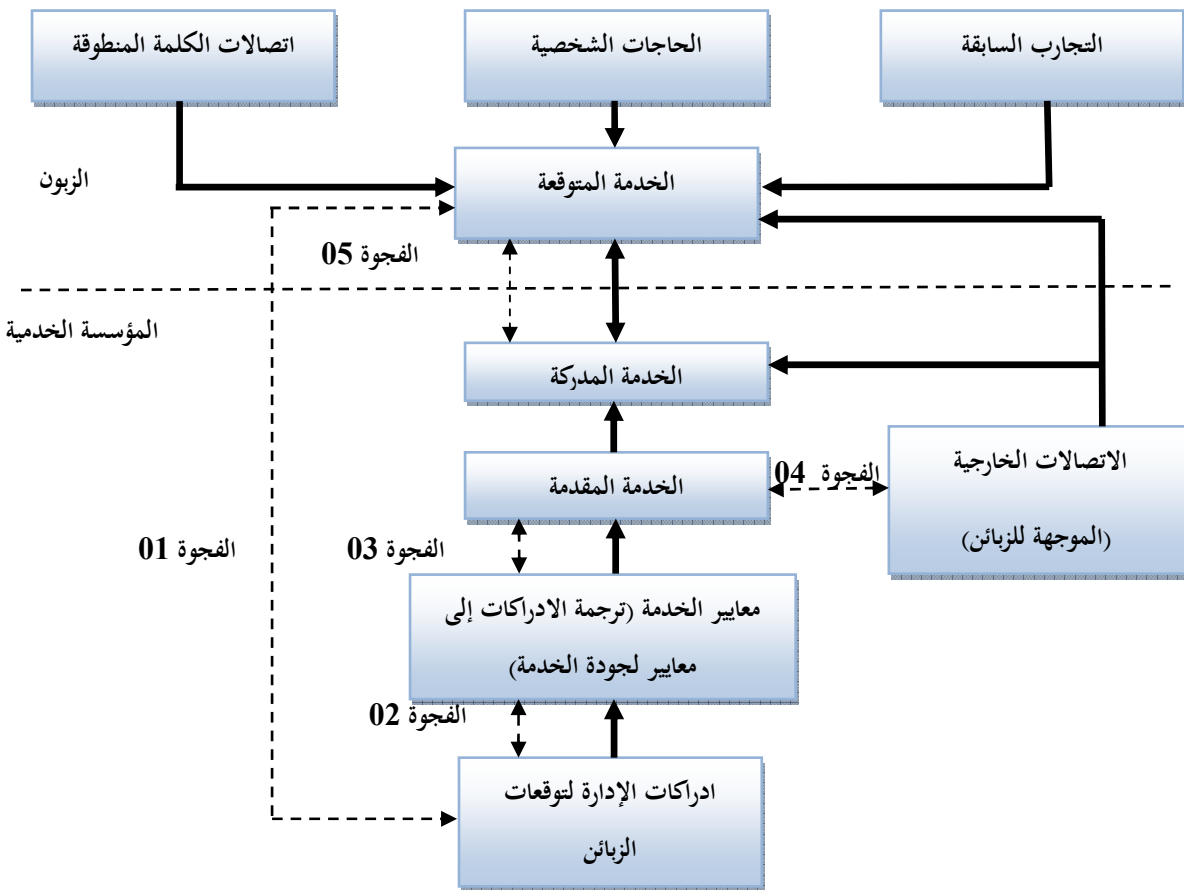 التجارب السابقة
الحاجات الشخصية
اتصالات الكلمة المنطوقة
الخدمة المتوقعة
الزبون
الفجوة 05
المؤسسة الخدمية
الخدمة المدركة
الاتصالات الخارجية
(الموجهة للزبائن)
الفجوة 04
الخدمة المقدمة
الفجوة 03
الفجوة 01
معايير الخدمة (ترجمة الادراكات إلى
معايير لجودة الخدمة)
الفجوة 02
ادراكات الإدارة لتوقعات
الزبائن